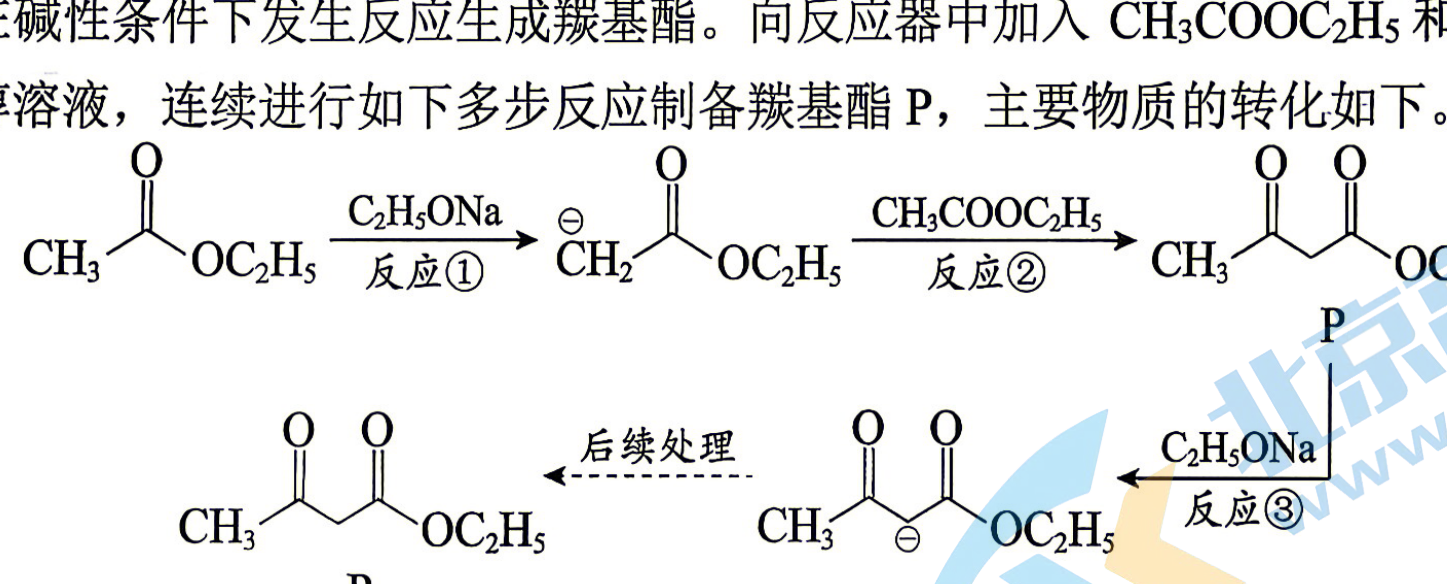 碱性条件下发生反应生成羰基酯。向反应器中加入 CH₃COOC₂H₅ 和
溶液，连续进行如下多步反应制备羰基酯 P，主要物质的转化如下。
O O O O
C₂H₅ONa ⊖ CH₃COOC₂H₅
CH₃ OC₂H₅ 反应① CH₂ OC₂H₅ 反应② CH₃
P
O O 后续处理 O O C₂H₅ONa
反应③
CH₃ OC₂H₅ CH₃ ⊖ OC₂H₅
北京
www